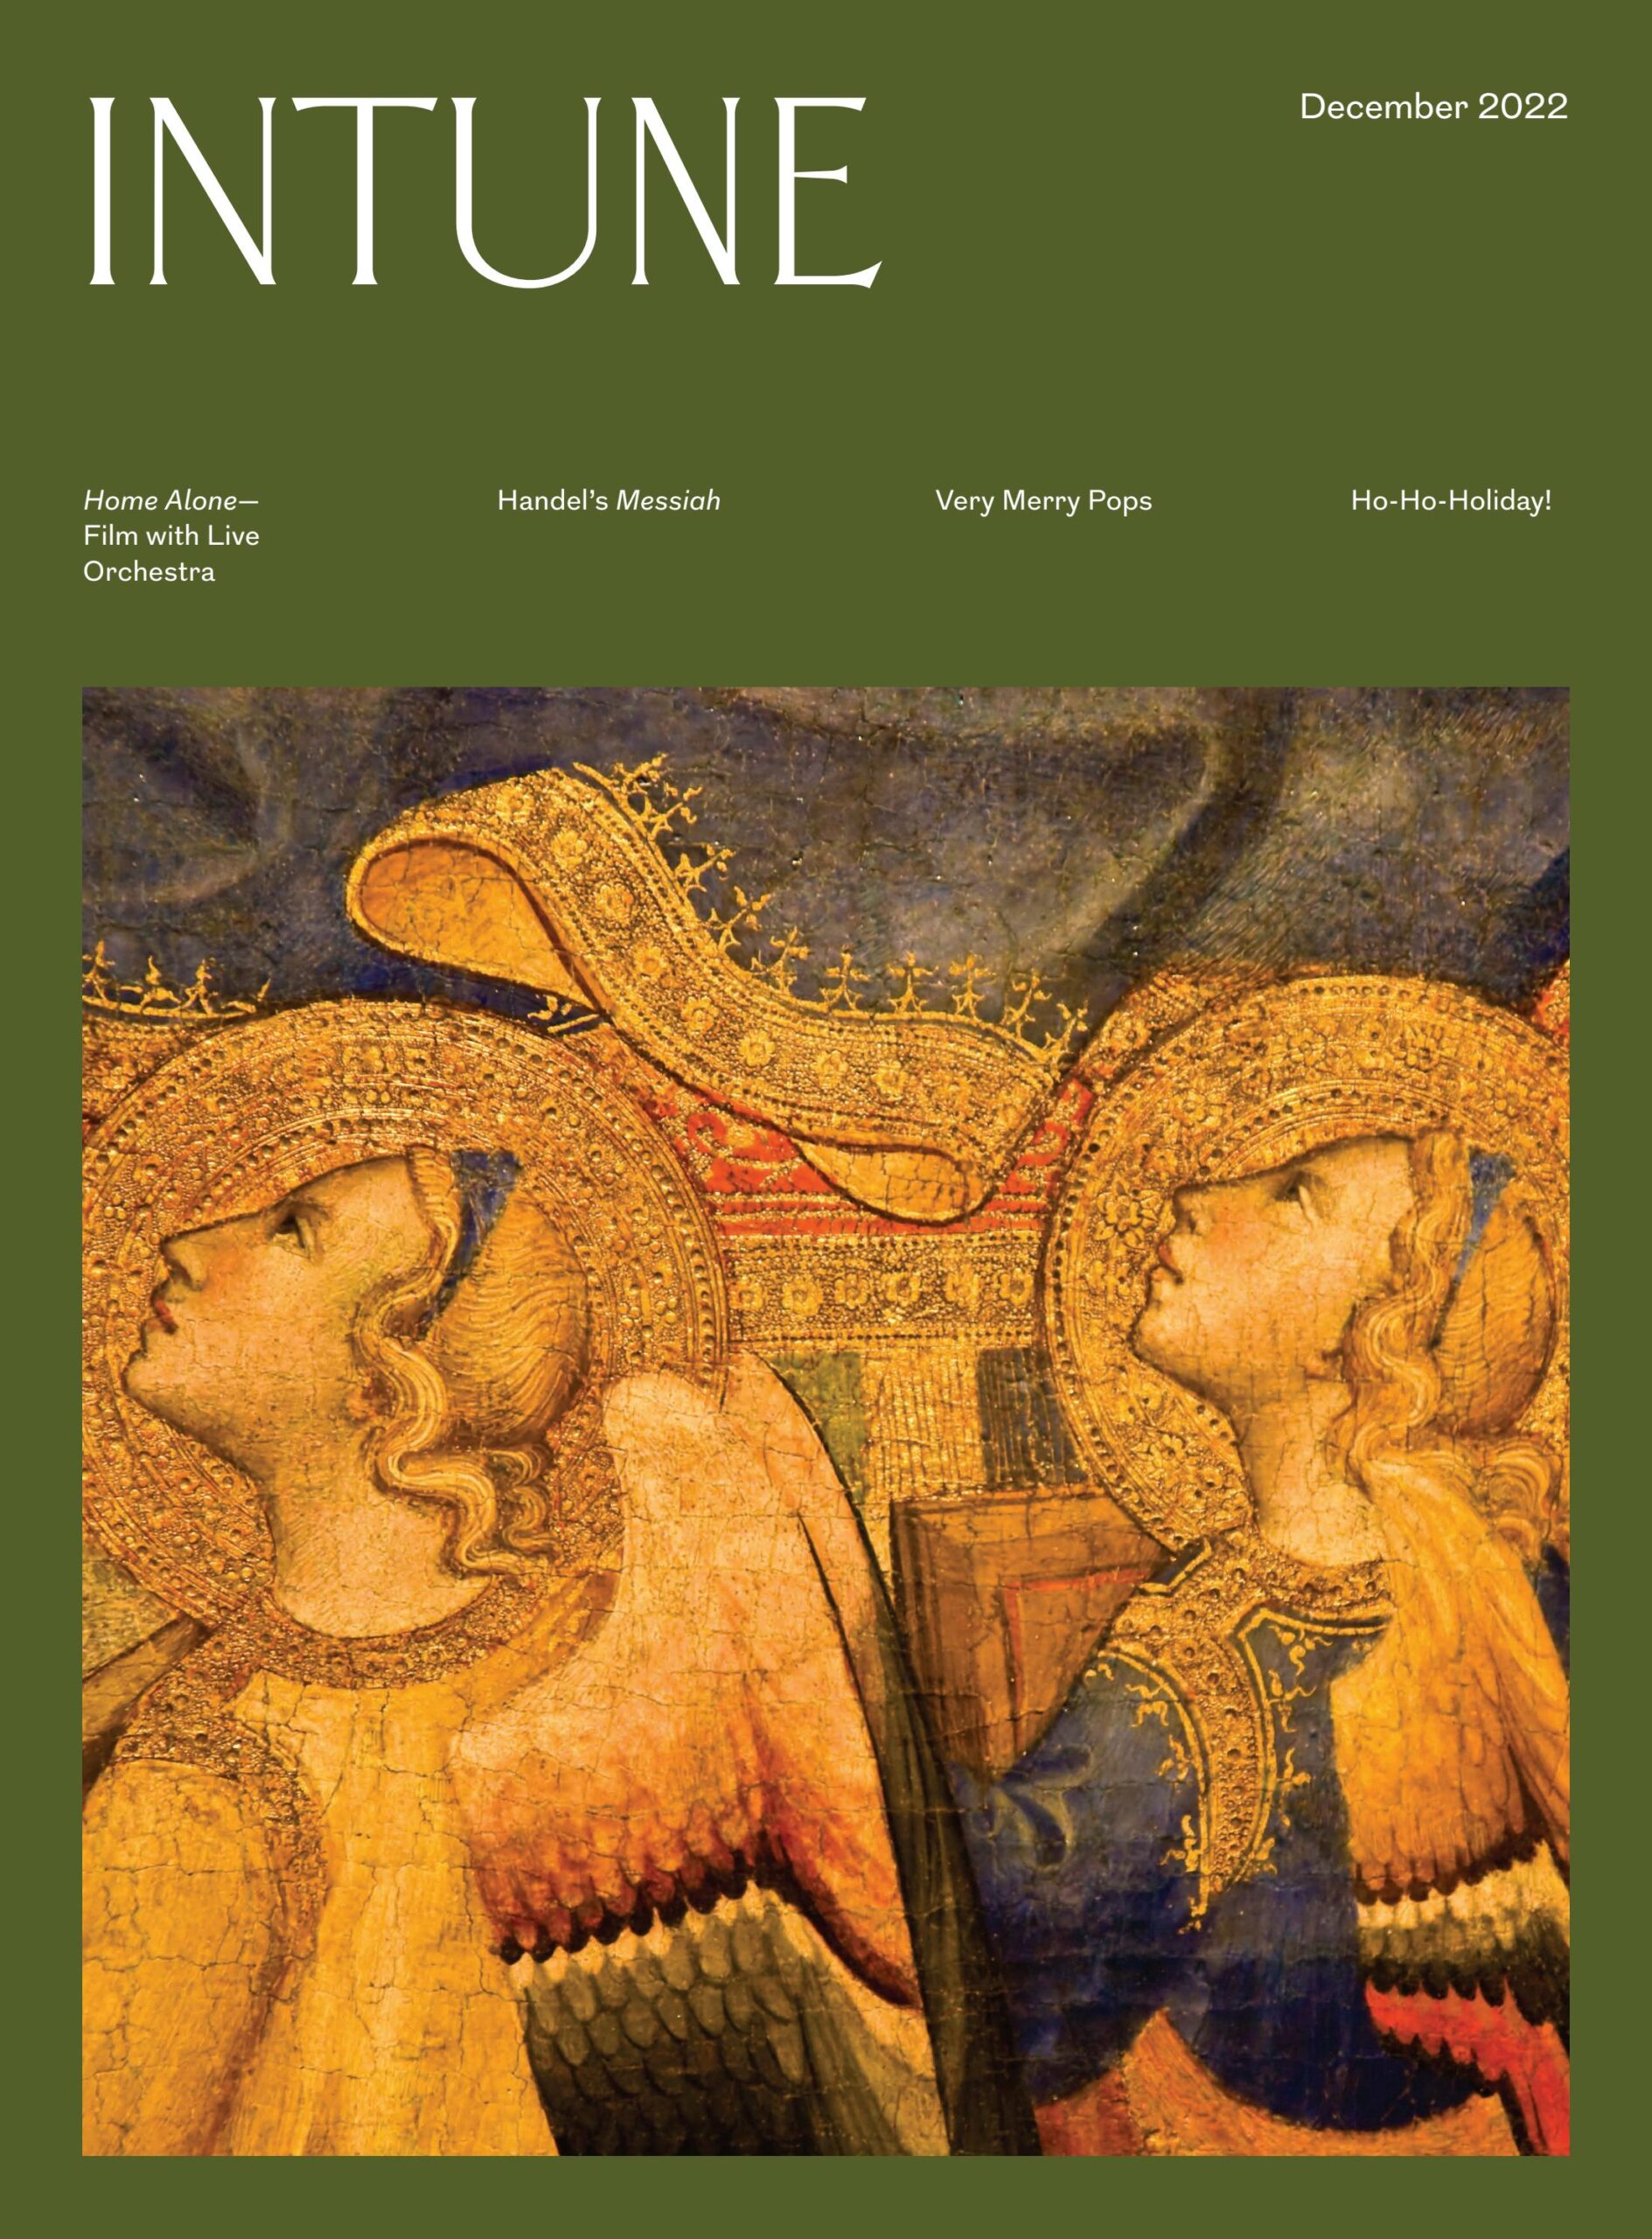 INTUNE
December 2022
Home Alone—
Film with Live
Orchestra
Handel’s Messiah
Very Merry Pops
Ho-Ho-Holiday!